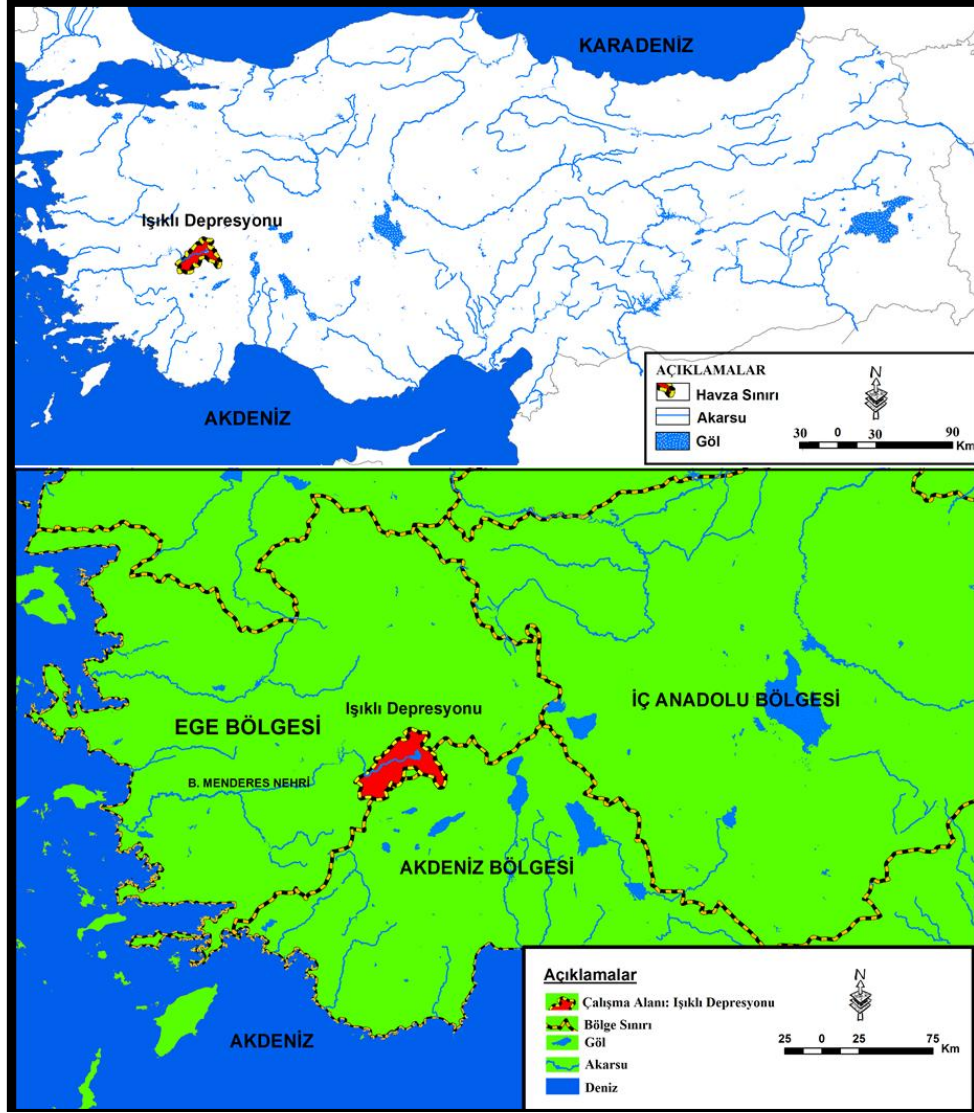 KARADENİZ
Işıklı Depresyonu
AKDENİZ
AÇIKLAMALAR
Havza Sınırı
Akarsu
Göl
N
30 0 30 90
Km
EGE BÖLGESİ
Işıklı Depresyonu
İÇ ANADOLU BÖLGESİ
B. MENDERES NEHRİ
AKDENİZ BÖLGESİ
AKDENİZ
Açıklamalar
Çalışma Alanı: Işıklı Depresyonu
Bölge Sınırı
Göl
Akarsu
Deniz
N
25 0 25 75
Km